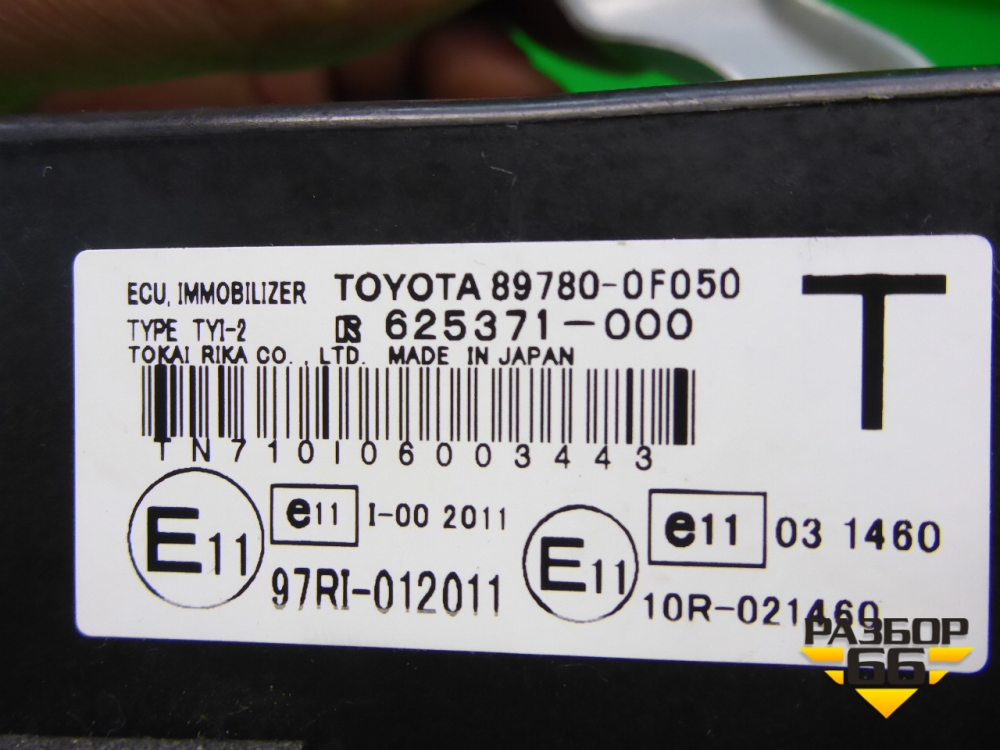 ECU, IMMOBILIZER TOYOTA 89780-0F050
TYPE TYI-2 625371-000
TOKAI RIKA CO., LTD. MADE IN JAPAN
T
TN710I06003443
E11 e11 I-00 2011
97RI-012011
E11 e11 03 1460
10R-021460
РАЗБОР
66